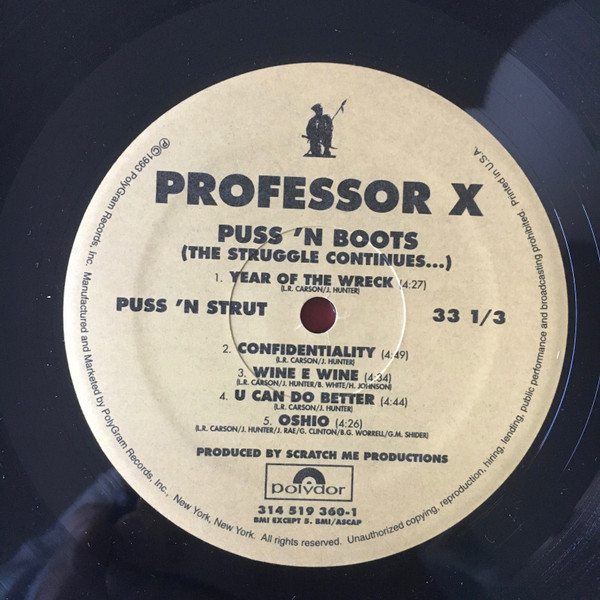 PROFESSOR X
PUSS 'N BOOTS
(THE STRUGGLE CONTINUES...)
1. YEAR OF THE WRECK (4:27)
(L.R. CARSON/J. HUNTER)
PUSS 'N STRUT
33 1/3
2. CONFIDENTIALITY (4:49)
(L.R. CARSON/J. HUNTER)
3. WINE E WINE (4:34)
(L.R. CARSON/J. HUNTER/B. WHITE/H. JOHNSON)
4. U CAN DO BETTER (4:44)
(L.R. CARSON/J. HUNTER)
5. OSHIO (4:26)
(L.R. CARSON/J. HUNTER/J. RAE/G. CLINTON/B.G. WORRELL/G.M. SHIDER)
PRODUCED BY SCRATCH ME PRODUCTIONS
polydor
314 519 360-1
BMI EXCEPT 5. BMI/ASCAP
℗©1993 PolyGram Records, Inc. Manufactured and Marketed by PolyGram Records, Inc., New York, New York. All rights reserved. Unauthorized copying, reproduction, hiring, lending, public performance and broadcasting prohibited. Printed in U.S.A.